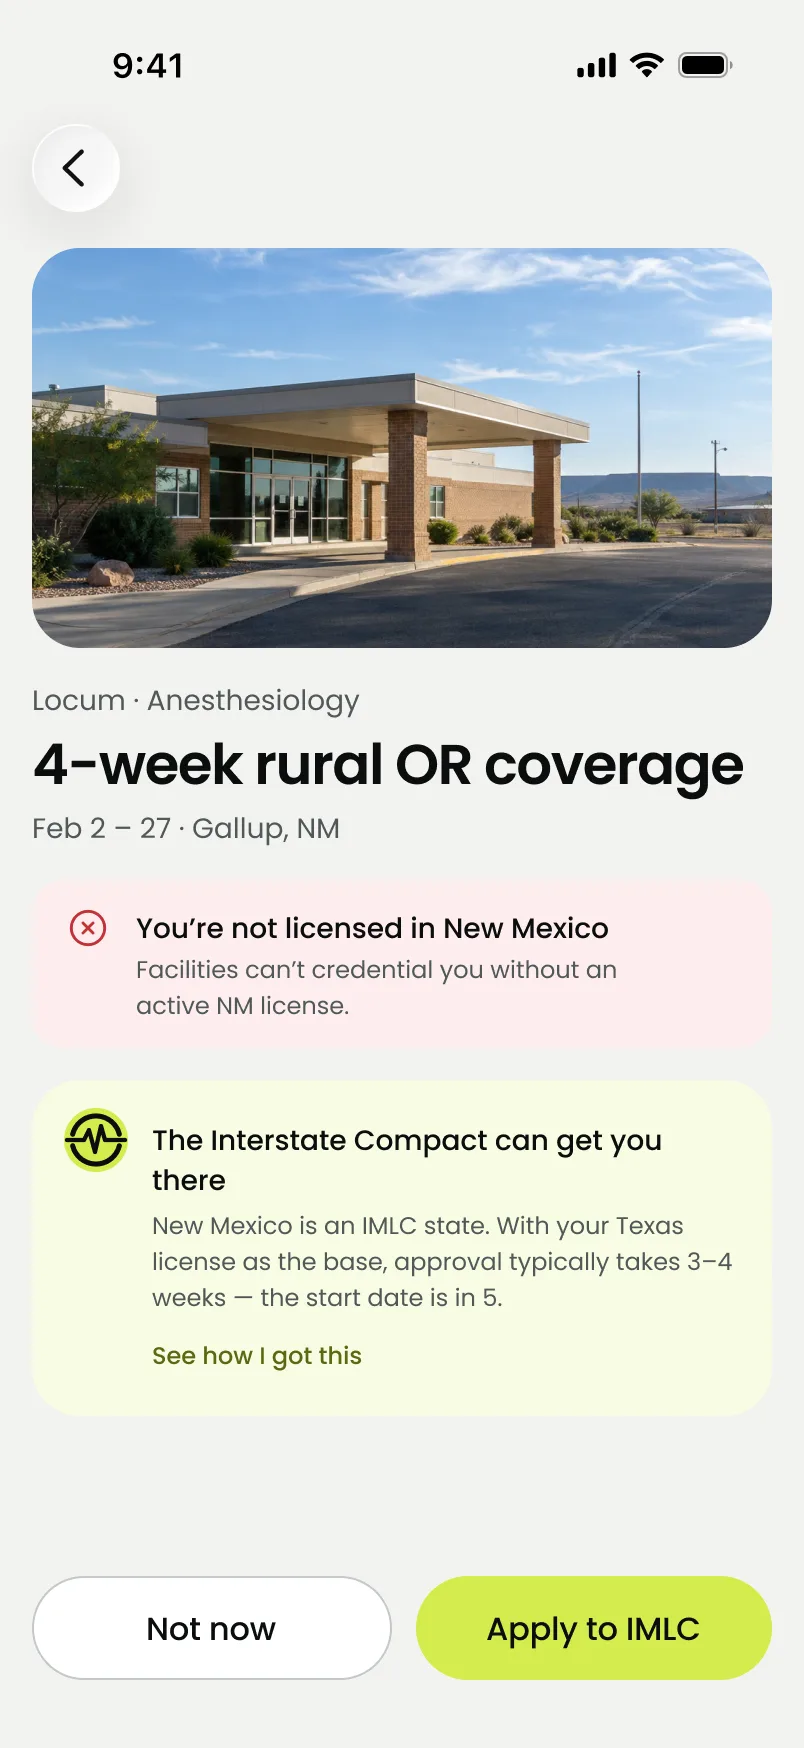 9:41
Locum · Anesthesiology
4-week rural OR coverage
Feb 2 – 27 · Gallup, NM
You’re not licensed in New Mexico
Facilities can’t credential you without an
active NM license.
The Interstate Compact can get you
there
New Mexico is an IMLC state. With your Texas
license as the base, approval typically takes 3–4
weeks — the start date is in 5.
See how I got this
Not now
Apply to IMLC